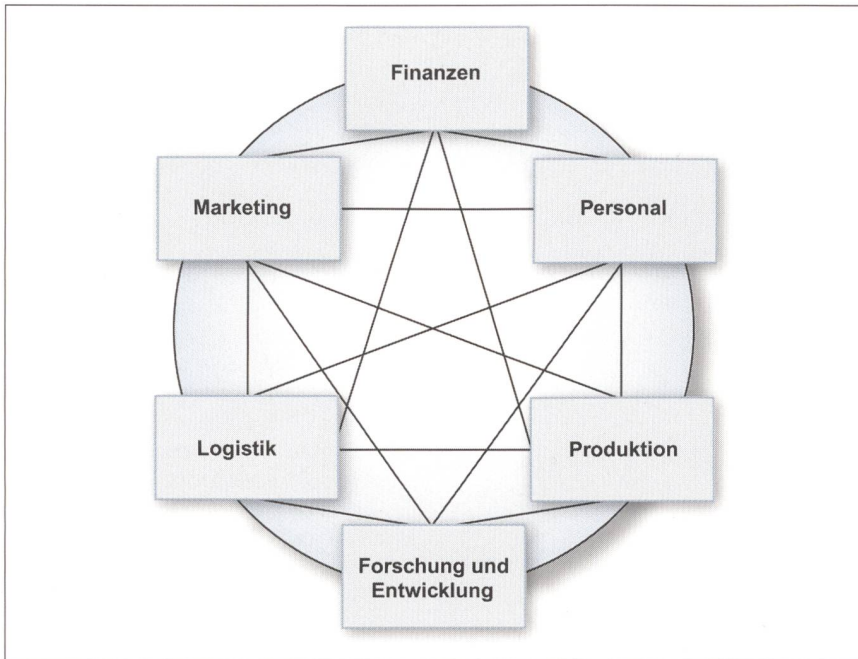 Finanzen
Marketing
Personal
Logistik
Produktion
Forschung und
Entwicklung